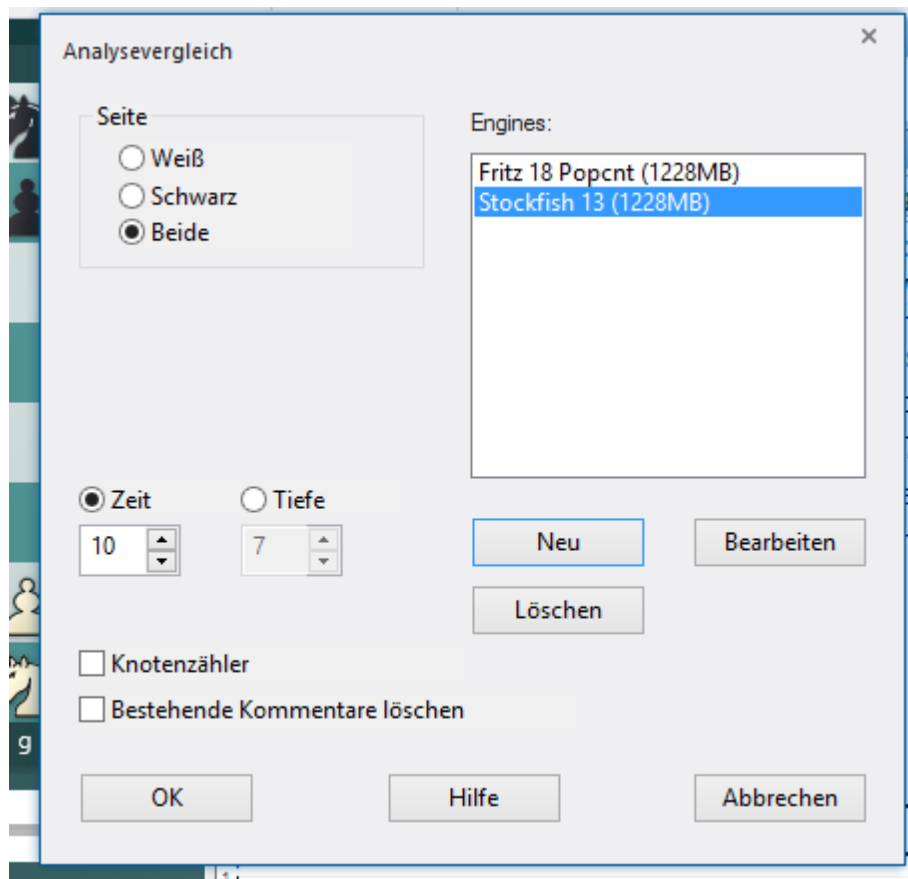 Analysevergleich
Seite
Weiß
Schwarz
Beide
Engines:
Fritz 18 Popcnt (1228MB)
Stockfish 13 (1228MB)
Zeit
Tiefe
10
7
Neu
Bearbeiten
Löschen
Knotenzähler
Bestehende Kommentare löschen
g
OK
Hilfe
Abbrechen